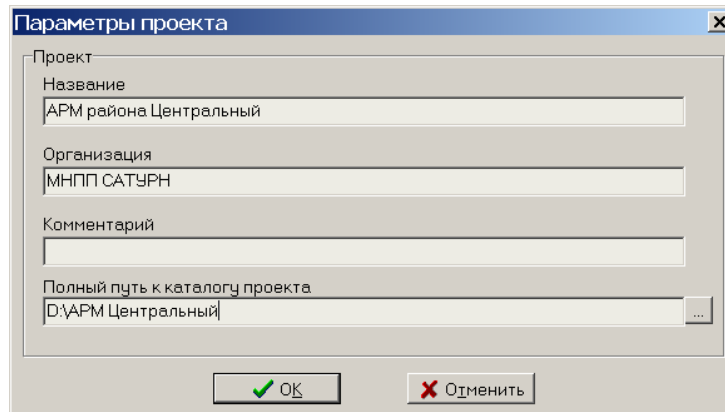 Параметры проекта
Проект
Название
АРМ района Центральный
Организация
МНПП САТУРН
Комментарий
Полный путь к каталогу проекта
D:\АРМ Центральный
...
OK
Отменить